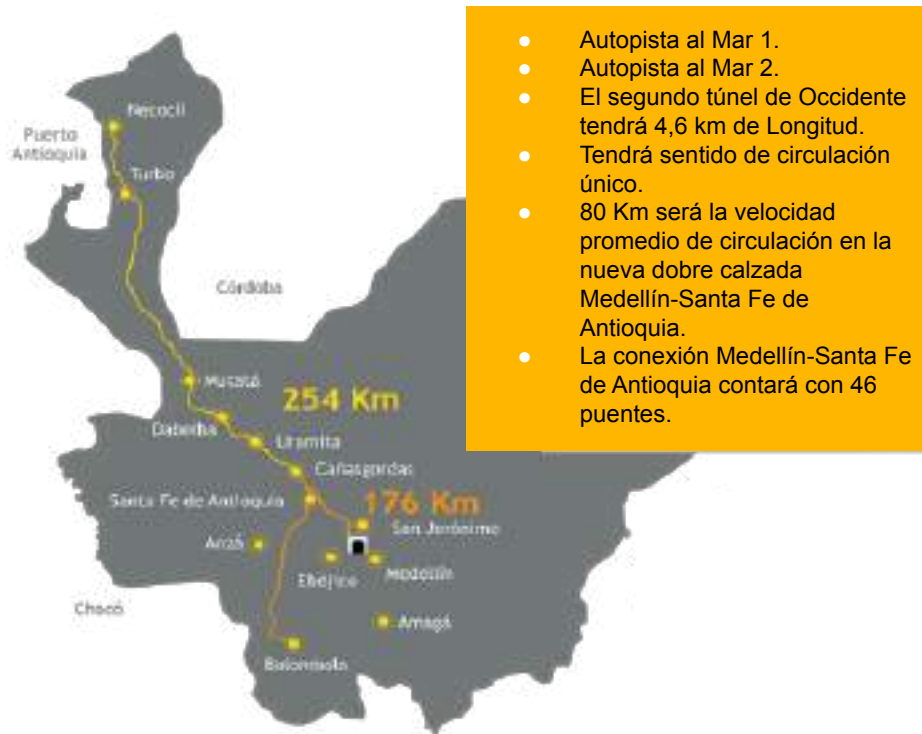 Autopista al Mar 1.
Autopista al Mar 2.
El segundo túnel de Occidente
tendrá 4,6 km de Longitud.
Tendrá sentido de circulación
único.
80 Km será la velocidad
promedio de circulación en la
nueva dobre calzada
Medellín-Santa Fe de
Antioquia.
La conexión Medellín-Santa Fe
de Antioquia contará con 46
puentes.
Necoclí
Puerto
Antioquia
Turbo
Córdoba
Mutatá
254 Km
Dabeiba
Uramita
Cañasgordas
Santa Fe de Antioquia
176 Km
San Jerónimo
Anzá
Ebéjico
Medellín
Chocó
Amagá
Bolombolo